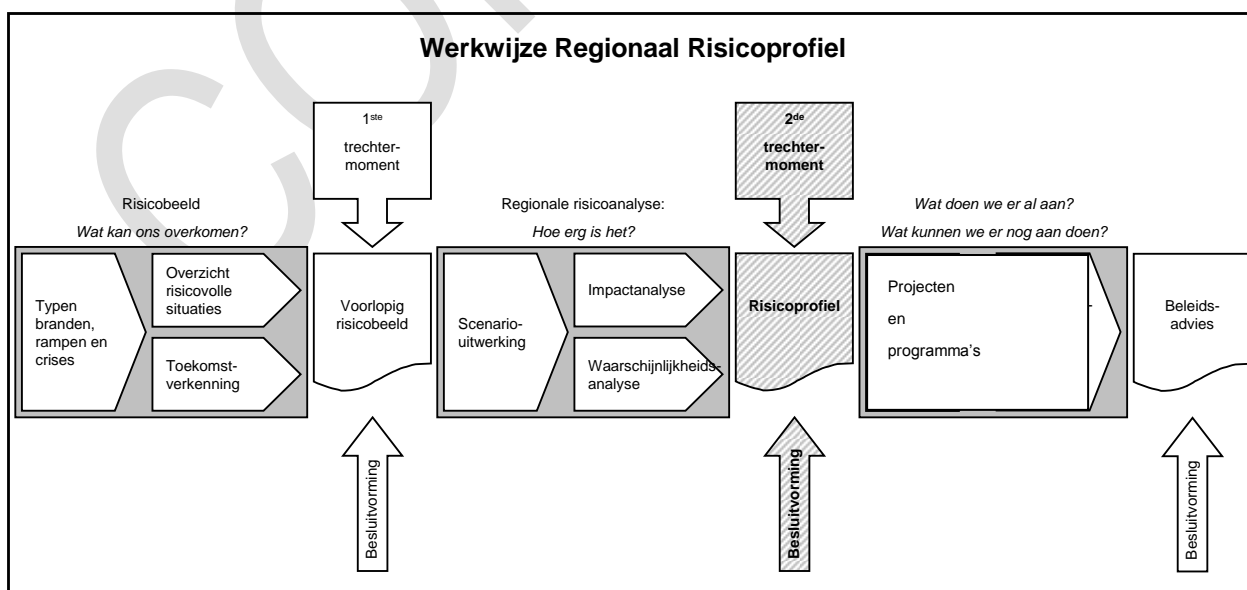 Werkwijze Regionaal Risicoprofiel
1ste
trechter-
moment
2de
trechter-
moment
Risicobeeld
Wat kan ons overkomen?
Regionale risicoanalyse:
Hoe erg is het?
Wat doen we er al aan?
Wat kunnen we er nog aan doen?
Typen
branden,
rampen en
crises
Overzicht
risicovolle
situaties
Toekomst-
verkenning
Voorlopig
risicobeeld
Scenario-
uitwerking
Impactanalyse
Waarschijnlijkheids-
analyse
Risicoprofiel
Projecten
en
programma's
Beleids-
advies
Besluitvorming
Besluitvorming
Besluitvorming